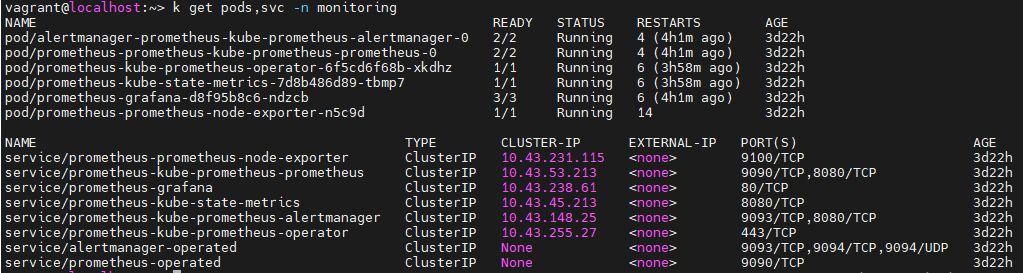 vagrant@localhost:~> k get pods,svc -n monitoring
NAME READY STATUS RESTARTS AGE
pod/alertmanager-prometheus-kube-prometheus-alertmanager-0 2/2 Running 4 (4h1m ago) 3d22h
pod/prometheus-prometheus-kube-prometheus-prometheus-0 2/2 Running 4 (4h1m ago) 3d22h
pod/prometheus-kube-prometheus-operator-6f5cd6f68b-xkdhz 1/1 Running 6 (3h58m ago) 3d22h
pod/prometheus-kube-state-metrics-7d8b486d89-tbmp7 1/1 Running 6 (3h58m ago) 3d22h
pod/prometheus-grafana-d8f95b8c6-ndzcb 3/3 Running 6 (4h1m ago) 3d22h
pod/prometheus-prometheus-node-exporter-n5c9d 1/1 Running 14 3d22h
NAME TYPE CLUSTER-IP EXTERNAL-IP PORT(S) AGE
service/prometheus-prometheus-node-exporter ClusterIP 10.43.231.115 <none> 9100/TCP 3d22h
service/prometheus-kube-prometheus-prometheus ClusterIP 10.43.53.213 <none> 9090/TCP,8080/TCP 3d22h
service/prometheus-grafana ClusterIP 10.43.238.61 <none> 80/TCP 3d22h
service/prometheus-kube-state-metrics ClusterIP 10.43.45.213 <none> 8080/TCP 3d22h
service/prometheus-kube-prometheus-alertmanager ClusterIP 10.43.148.25 <none> 9093/TCP,8080/TCP 3d22h
service/prometheus-kube-prometheus-operator ClusterIP 10.43.255.27 <none> 443/TCP 3d22h
service/alertmanager-operated ClusterIP None <none> 9093/TCP,9094/TCP,9094/UDP 3d22h
service/prometheus-operated ClusterIP None <none> 9090/TCP 3d22h